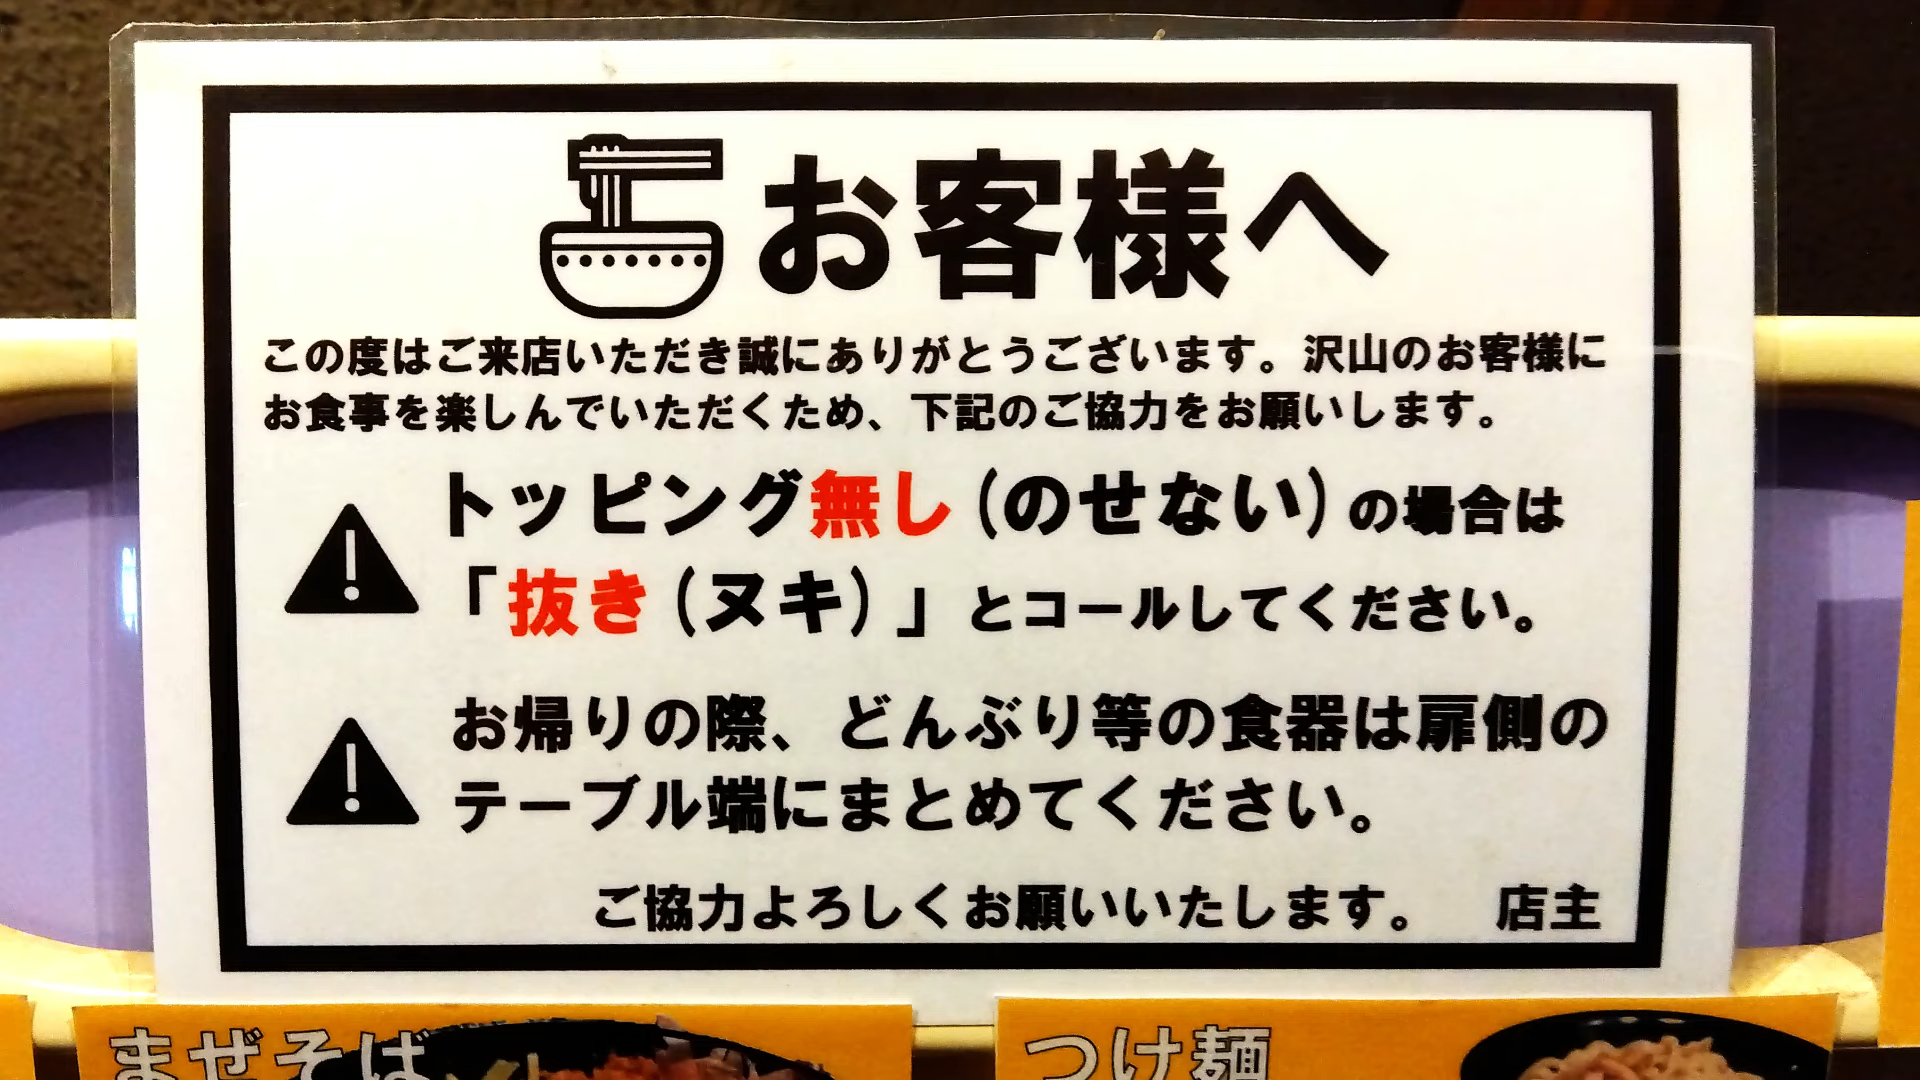 お客様へ
この度はご来店いただき誠にありがとうございます。沢山のお客様に
お食事を楽しんでいただくため、下記のご協力をお願いします。
トッピング無し(のせない)の場合は
「抜き(ヌキ)」とコールしてください。
お帰りの際、どんぶり等の食器は扉側の
テーブル端にまとめてください。
ご協力よろしくお願いいたします。 店主
まぜそば
つけ麺